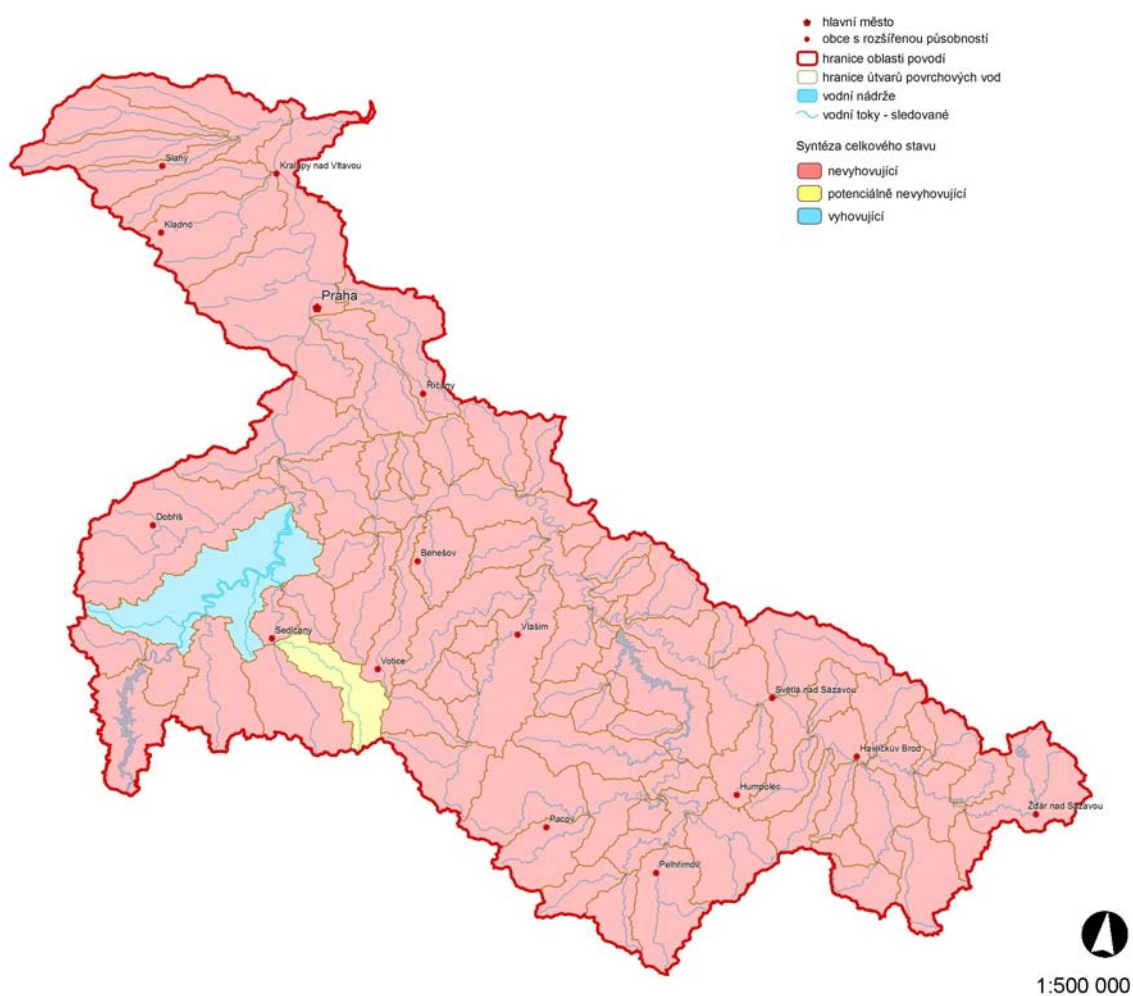 hlavní město
obce s rozšířenou působností
hranice oblasti povodí
hranice útvarů povrchových vod
vodní nádrže
vodní toky - sledované
Syntéza celkového stavu
nevyhovující
potenciálně nevyhovující
vyhovující
Slaný
Kralupy nad Vltavou
Kladno
Praha
Říčany
Dobříš
Benešov
Sedlčany
Vlašim
Votice
Světlá nad Sázavou
Havlíčkův Brod
Humpolec
Žďár nad Sázavou
Pacov
Pelhřimov
1:500 000